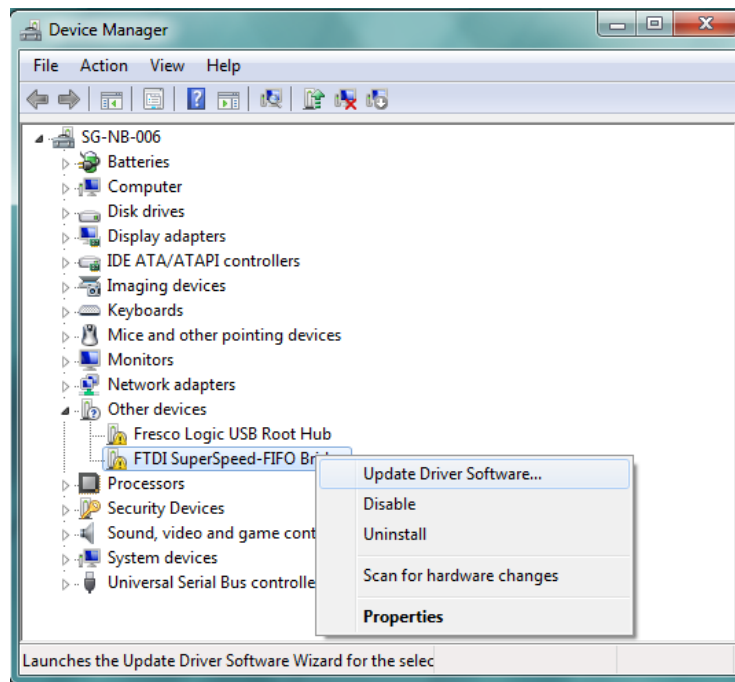 Device Manager
File Action View Help
SG-NB-006
Batteries
Computer
Disk drives
Display adapters
IDE ATA/ATAPI controllers
Imaging devices
Keyboards
Mice and other pointing devices
Monitors
Network adapters
Other devices
Fresco Logic USB Root Hub
FTDI SuperSpeed-FIFO
Update Driver Software...
Processors
Disable
Security Devices
Uninstall
Sound, video and game cont
System devices
Scan for hardware changes
Universal Serial Bus controlle
Properties
Launches the Update Driver Software Wizard for the selec